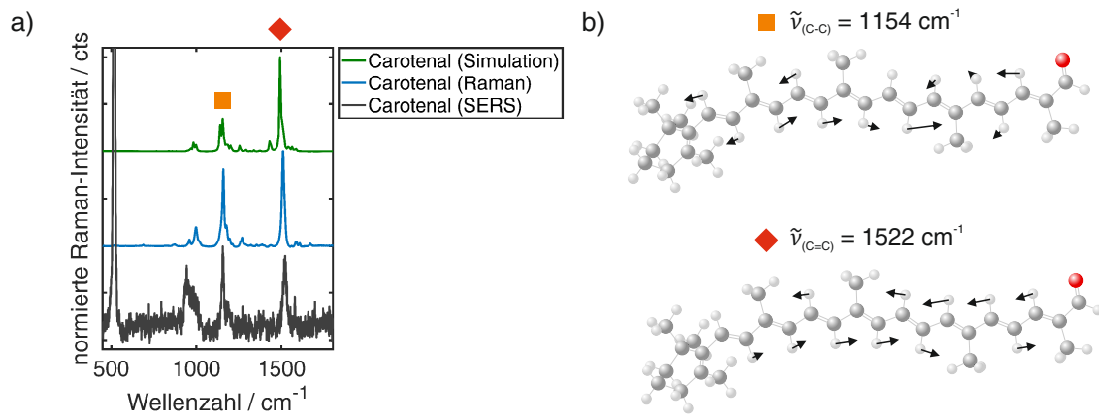 a)
normierte Raman-Intensität / cts
Carotenal (Simulation)
Carotenal (Raman)
Carotenal (SERS)
500 1000 1500
Wellenzahl / cm⁻¹
b)
ν̃(C-C) = 1154 cm⁻¹
ν̃(C=C) = 1522 cm⁻¹